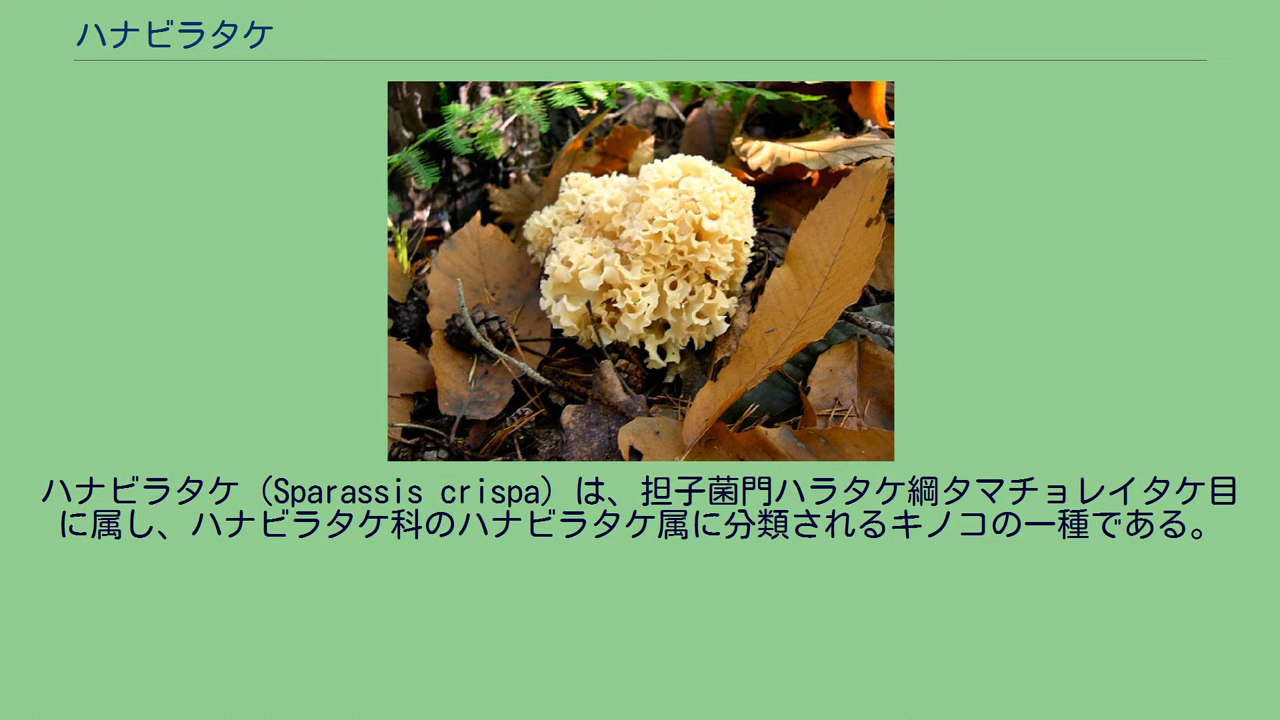 ハナビラタケ
ハナビラタケ（Sparassis crispa）は、担子菌門ハラタケ綱タマチョレイタケ目
に属し、ハナビラタケ科のハナビラタケ属に分類されるキノコの一種である。